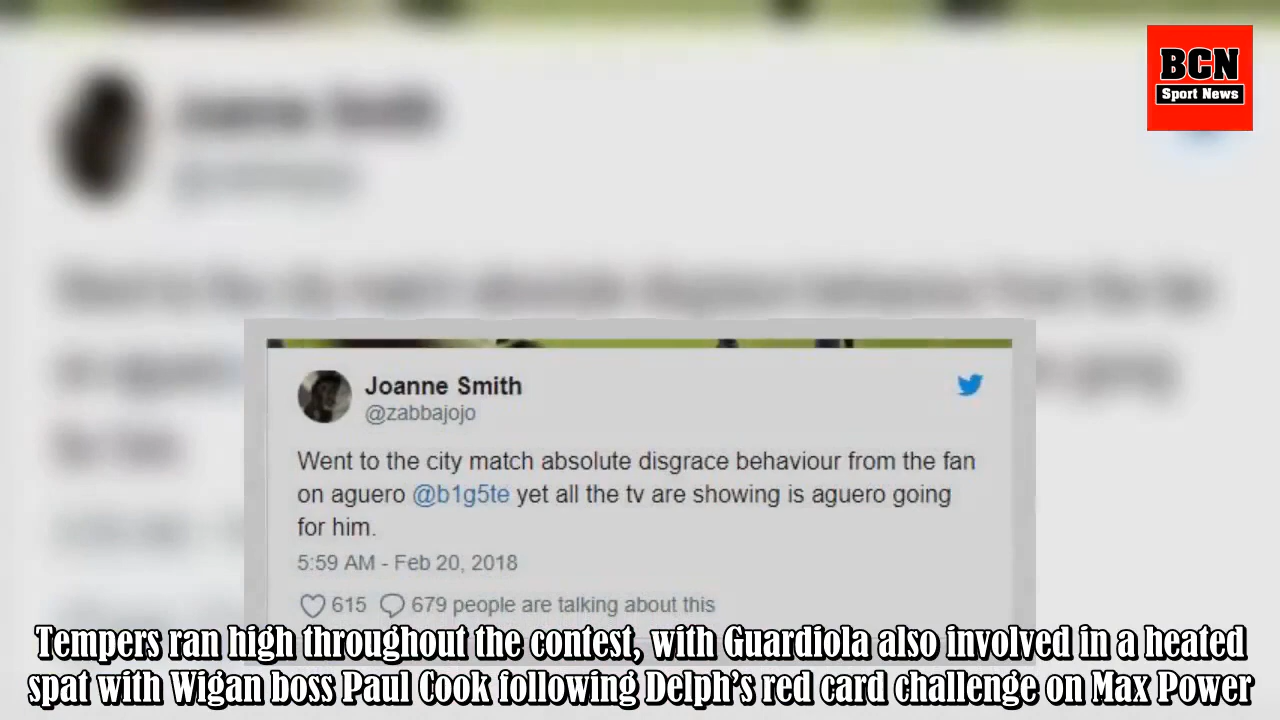 BCN
Sport News
Joanne Smith
@zabbajojo
Went to the city match absolute disgrace behaviour from the fan
on aguero @b1g5te yet all the tv are showing is aguero going
for him.
5:59 AM - Feb 20, 2018
615 679 people are talking about this
Tempers ran high throughout the contest, with Guardiola also involved in a heated
spat with Wigan boss Paul Cook following Delph's red card challenge on Max Power